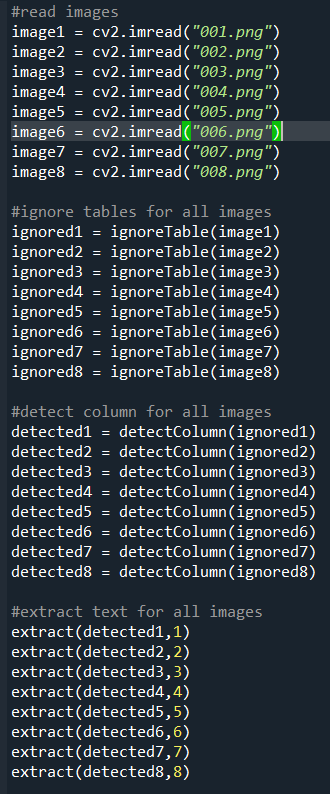 #read images
image1 = cv2.imread("001.png")
image2 = cv2.imread("002.png")
image3 = cv2.imread("003.png")
image4 = cv2.imread("004.png")
image5 = cv2.imread("005.png")
image6 = cv2.imread("006.png")
image7 = cv2.imread("007.png")
image8 = cv2.imread("008.png")

#ignore tables for all images
ignored1 = ignoreTable(image1)
ignored2 = ignoreTable(image2)
ignored3 = ignoreTable(image3)
ignored4 = ignoreTable(image4)
ignored5 = ignoreTable(image5)
ignored6 = ignoreTable(image6)
ignored7 = ignoreTable(image7)
ignored8 = ignoreTable(image8)

#detect column for all images
detected1 = detectColumn(ignored1)
detected2 = detectColumn(ignored2)
detected3 = detectColumn(ignored3)
detected4 = detectColumn(ignored4)
detected5 = detectColumn(ignored5)
detected6 = detectColumn(ignored6)
detected7 = detectColumn(ignored7)
detected8 = detectColumn(ignored8)

#extract text for all images
extract(detected1,1)
extract(detected2,2)
extract(detected3,3)
extract(detected4,4)
extract(detected5,5)
extract(detected6,6)
extract(detected7,7)
extract(detected8,8)